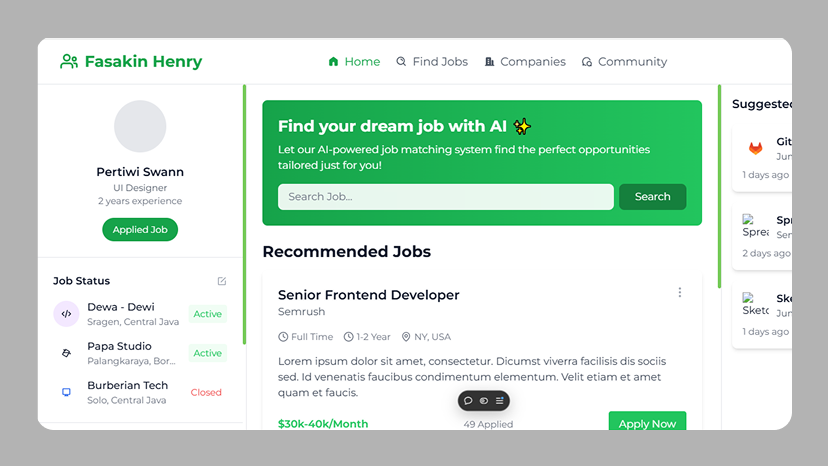 Fasakin Henry
Home
Find Jobs
Companies
Community
Pertiwi Swann
UI Designer
2 years experience
Applied Job
Job Status
Dewa - Dewi
Sragen, Central Java
Active
Papa Studio
Palangkaraya, Bor...
Active
Burberian Tech
Solo, Central Java
Closed
Find your dream job with AI ✨
Let our AI-powered job matching system find the perfect opportunities
tailored just for you!
Search Job...
Search
Recommended Jobs
Senior Frontend Developer
Semrush
Full Time
1-2 Year
NY, USA
Lorem ipsum dolor sit amet, consectetur. Dicumst viverra facilisis dis sociis
sed. Id venenatis faucibus condimentum elementum. Velit etiam et amet
quam et faucis.
$30k-40k/Month
49 Applied
Apply Now
Suggested
Git
Jun
1 days ago
Spr
Sen
Sprea
2 days ago
Ske
Jun
Sketc
1 days ago